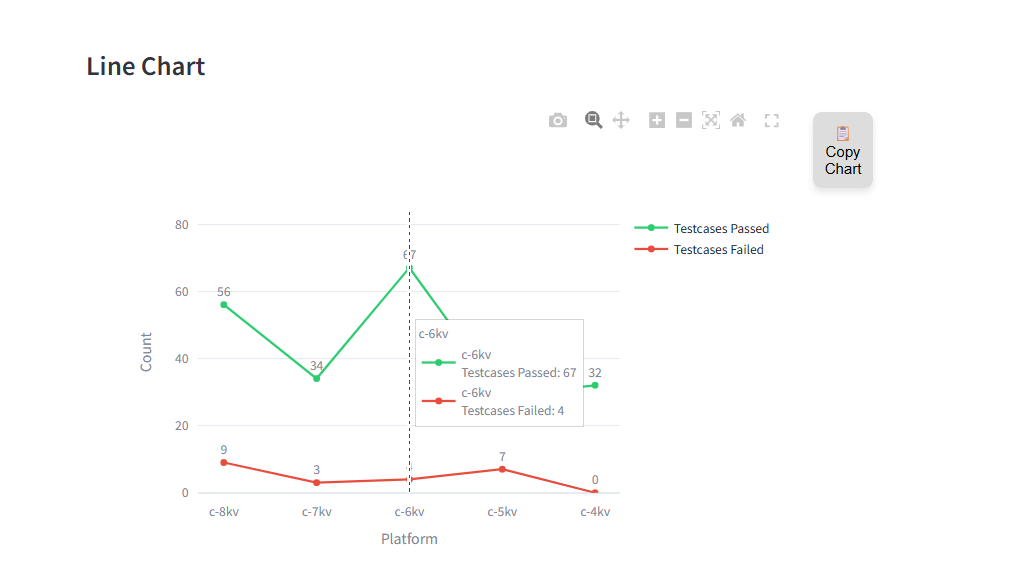 Line Chart
Copy
Chart
80
60
40
20
0
Count
56
34
67
32
9
3
7
0
c-6kv
c-6kv
Testcases Passed: 67
c-6kv
Testcases Failed: 4
Testcases Passed
Testcases Failed
c-8kv
c-7kv
c-6kv
c-5kv
c-4kv
Platform